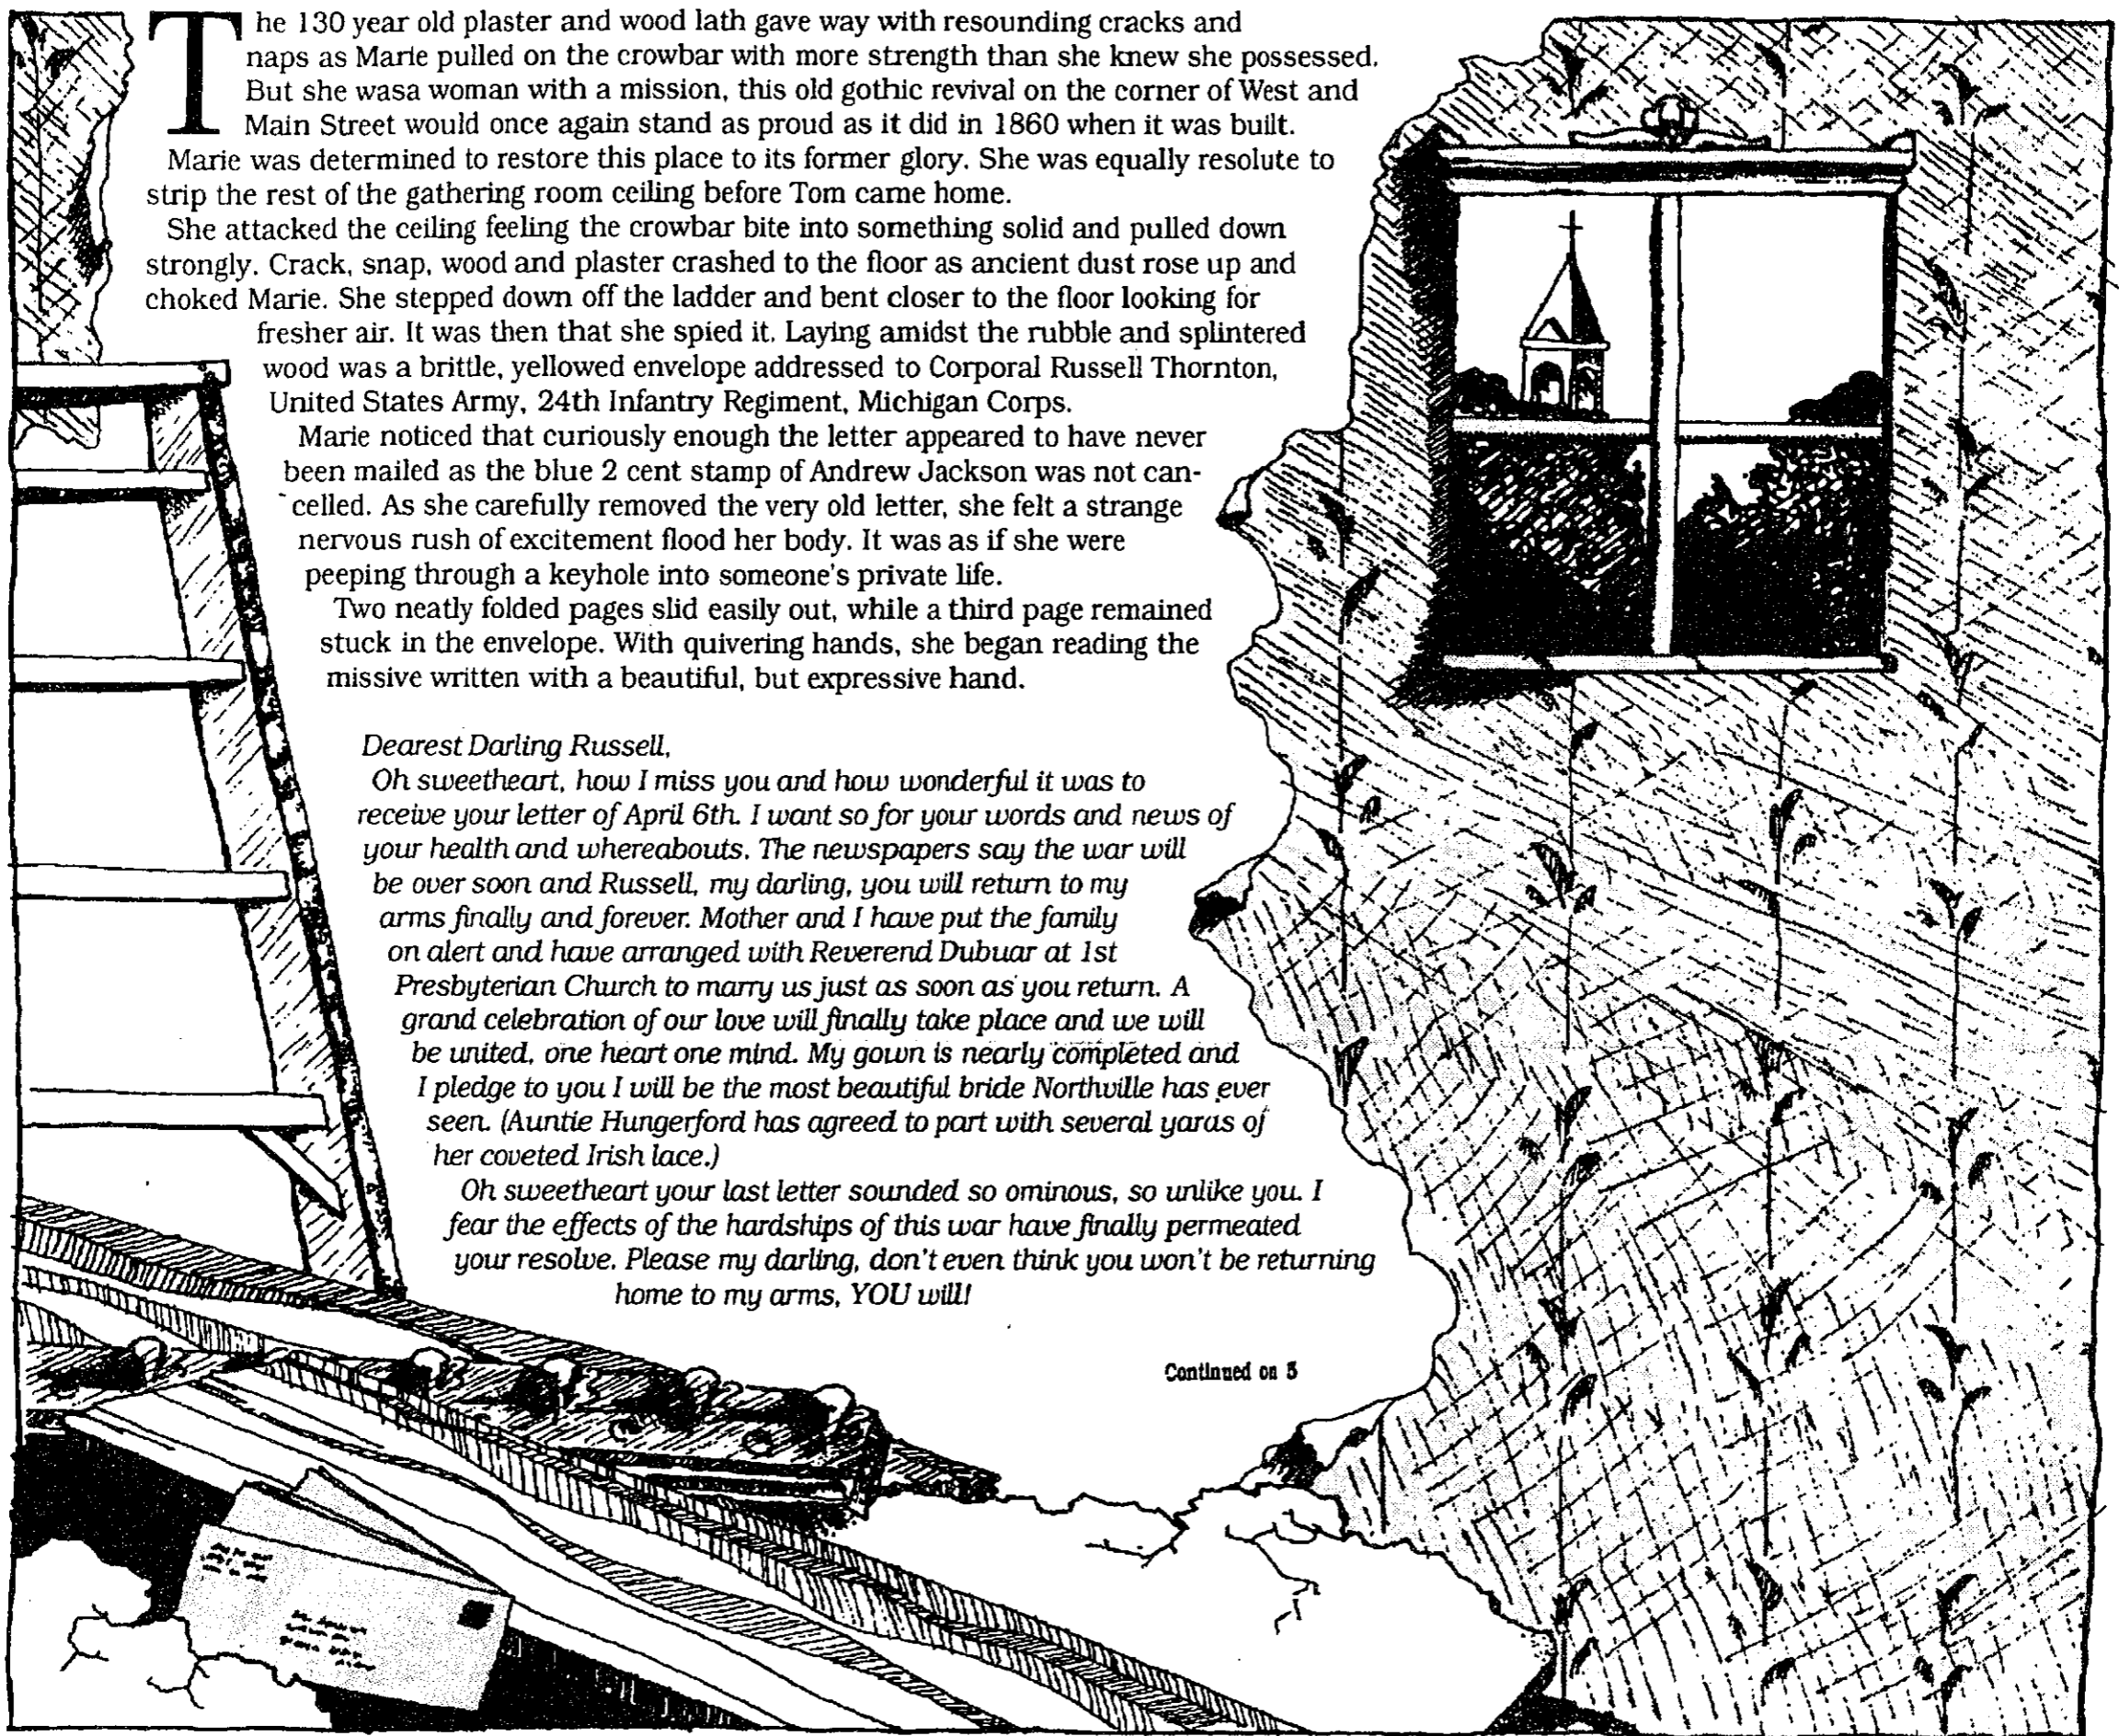 The 130 year old plaster and wood lath gave way with resounding cracks and
naps as Marie pulled on the crowbar with more strength than she knew she possessed.
But she wasa woman with a mission, this old gothic revival on the corner of West and
Main Street would once again stand as proud as it did in 1860 when it was built.
Marie was determined to restore this place to its former glory. She was equally resolute to
strip the rest of the gathering room ceiling before Tom came home.
She attacked the ceiling feeling the crowbar bite into something solid and pulled down
strongly. Crack, snap, wood and plaster crashed to the floor as ancient dust rose up and
choked Marie. She stepped down off the ladder and bent closer to the floor looking for
fresher air. It was then that she spied it. Laying amidst the rubble and splintered
wood was a brittle, yellowed envelope addressed to Corporal Russell Thornton,
United States Army, 24th Infantry Regiment, Michigan Corps.
Marie noticed that curiously enough the letter appeared to have never
been mailed as the blue 2 cent stamp of Andrew Jackson was not can-
celled. As she carefully removed the very old letter, she felt a strange
nervous rush of excitement flood her body. It was as if she were
peeping through a keyhole into someone's private life.
Two neatly folded pages slid easily out, while a third page remained
stuck in the envelope. With quivering hands, she began reading the
missive written with a beautiful, but expressive hand.
Dearest Darling Russell,
Oh sweetheart, how I miss you and how wonderful it was to
receive your letter of April 6th. I want so for your words and news of
your health and whereabouts. The newspapers say the war will
be over soon and Russell, my darling, you will return to my
arms finally and forever. Mother and I have put the family
on alert and have arranged with Reverend Dubuar at 1st
Presbyterian Church to marry us just as soon as you return. A
grand celebration of our love will finally take place and we will
be united, one heart one mind. My gown is nearly completed and
I pledge to you I will be the most beautiful bride Northville has ever
seen. (Auntie Hungerford has agreed to part with several yards of
her coveted Irish lace.)
Oh sweetheart your last letter sounded so ominous, so unlike you. I
fear the effects of the hardships of this war have finally permeated
your resolve. Please my darling, don't even think you won't be returning
home to my arms, YOU will!
Continued on 5